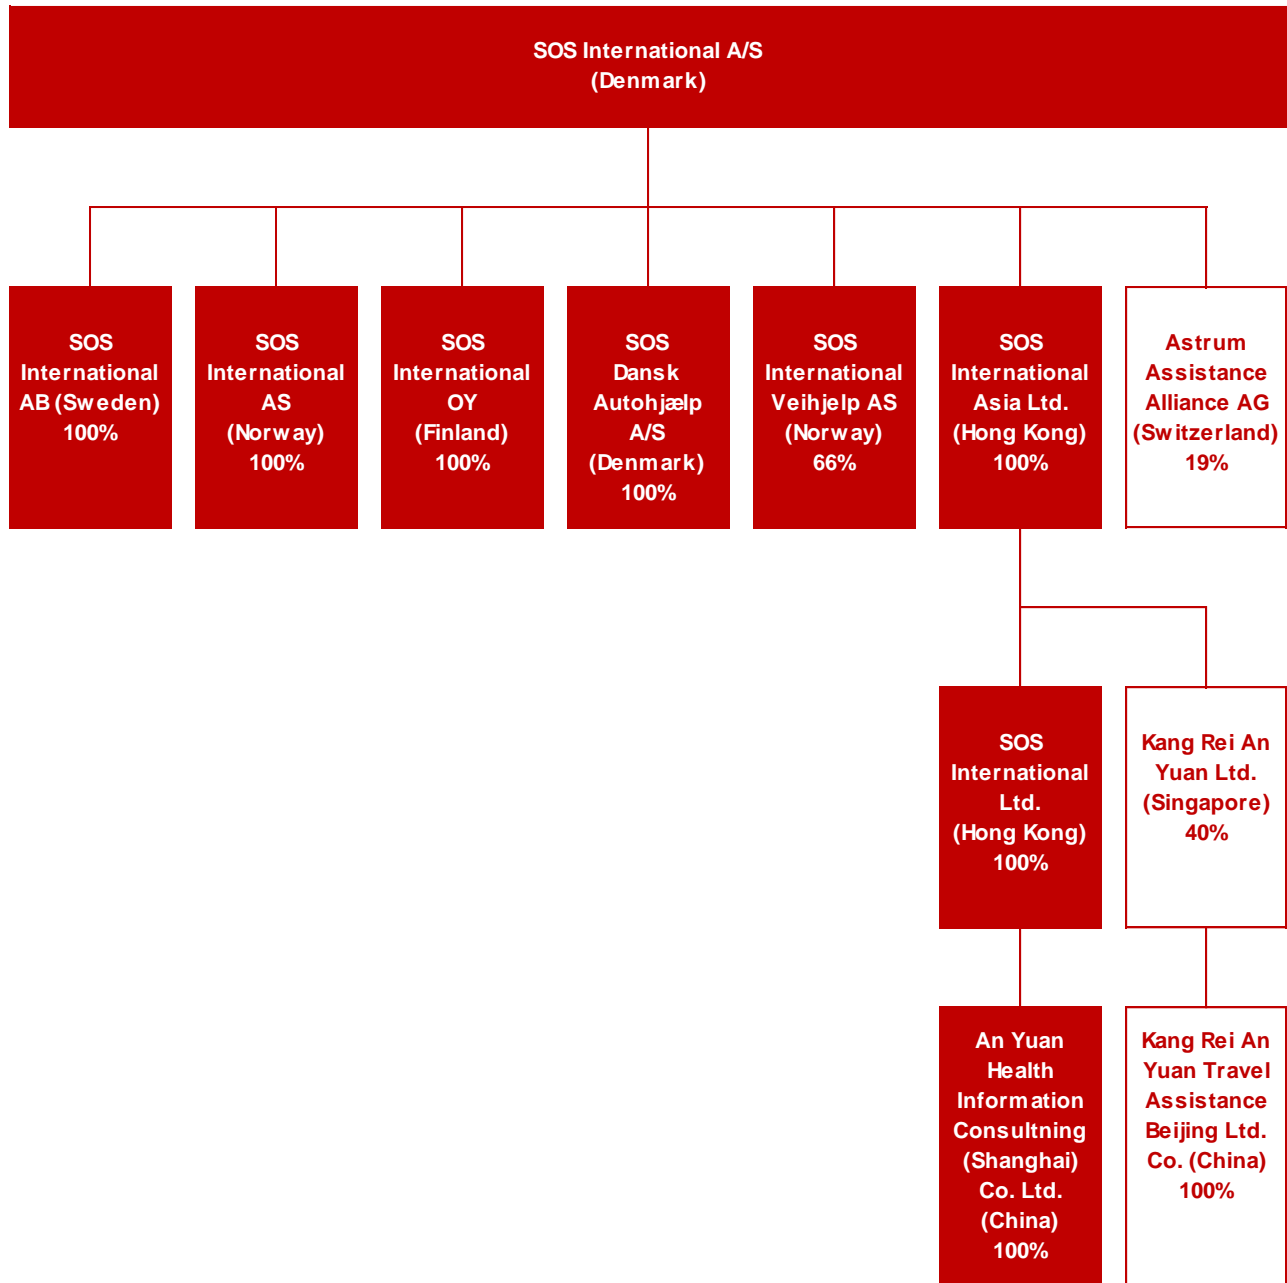 SOS International A/S
(Denmark)
SOS
International
AB (Sweden)
100%
SOS
International
AS
(Norway)
100%
SOS
International
OY
(Finland)
100%
SOS
Dansk
Autohjælp
A/S
(Denmark)
100%
SOS
International
Veihjelp AS
(Norway)
66%
SOS
International
Asia Ltd.
(Hong Kong)
100%
Astrum
Assistance
Alliance AG
(Switzerland)
19%
SOS
International
Ltd.
(Hong Kong)
100%
Kang Rei An
Yuan Ltd.
(Singapore)
40%
An Yuan
Health
Information
Consultning
(Shanghai)
Co. Ltd.
(China)
100%
Kang Rei An
Yuan Travel
Assistance
Beijing Ltd.
Co. (China)
100%